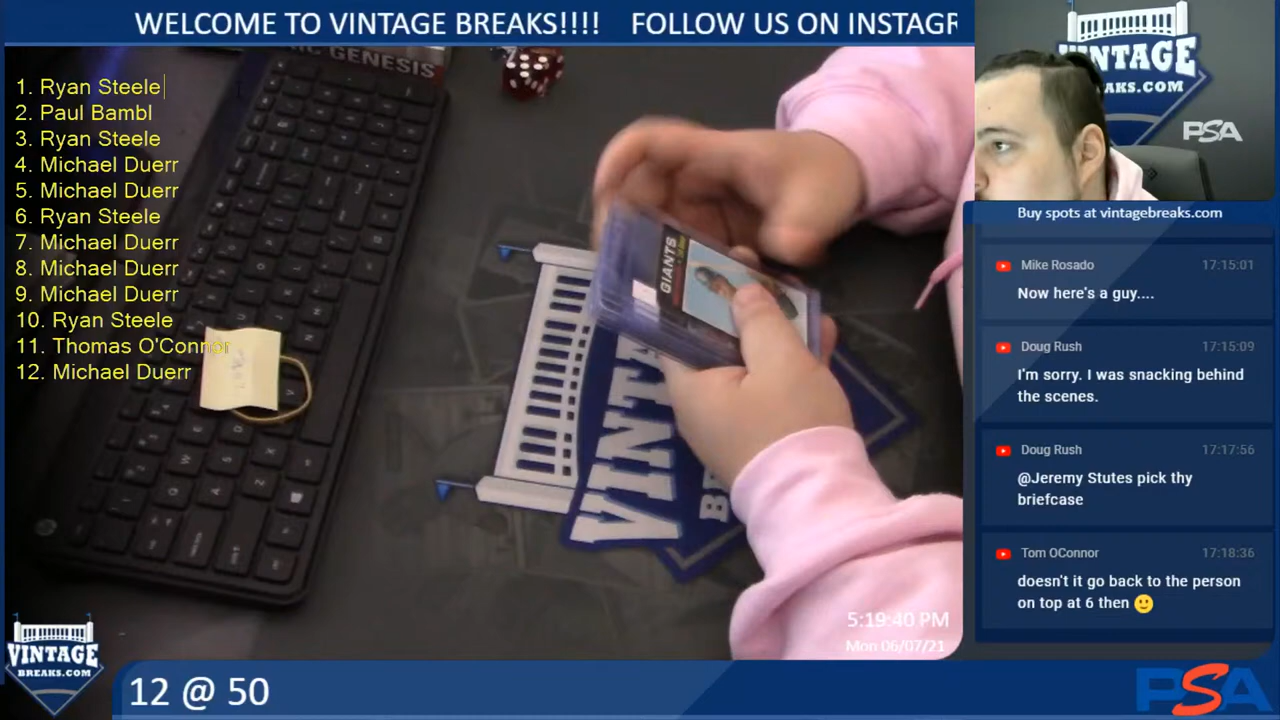 WELCOME TO VINTAGE BREAKS!!!! FOLLOW US ON INSTAGR
1. Ryan Steele
2. Paul Bambl
3. Ryan Steele
4. Michael Duerr
5. Michael Duerr
6. Ryan Steele
7. Michael Duerr
8. Michael Duerr
9. Michael Duerr
10. Ryan Steele
11. Thomas O'Connor
12. Michael Duerr
GENESIS
GIANTS
VINTA
BR
VINTAGE
AKS.COM
PSA
Buy spots at vintagebreaks.com
Mike Rosado 17:15:01
Now here's a guy....
Doug Rush 17:15:09
I'm sorry. I was snacking behind
the scenes.
Doug Rush 17:17:56
@Jeremy Stutes pick thy
briefcase
Tom OConnor 17:18:36
doesn't it go back to the person
on top at 6 then
5:19:40 PM
Mon 06/07/21
VINTAGE
BREAKS.COM
12 @ 50
PSA